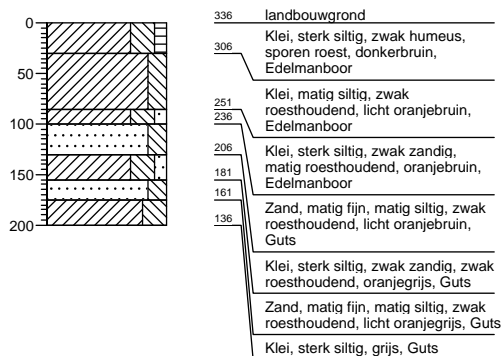 0
50
100
150
200
336 landbouwgrond
306
Klei, sterk siltig, zwak humeus,
sporen roest, donkerbruin,
Edelmanboor
251
Klei, matig siltig, zwak
roesthoudend, licht oranjebruin,
Edelmanboor
236
Klei, sterk siltig, zwak zandig,
matig roesthoudend, oranjebruin,
Edelmanboor
206
Zand, matig fijn, matig siltig, zwak
roesthoudend, licht oranjebruin,
Guts
181
Klei, sterk siltig, zwak zandig, zwak
roesthoudend, oranjegrijs, Guts
161
Zand, matig fijn, matig siltig, zwak
roesthoudend, licht oranjegrijs, Guts
136
Klei, sterk siltig, grijs, Guts